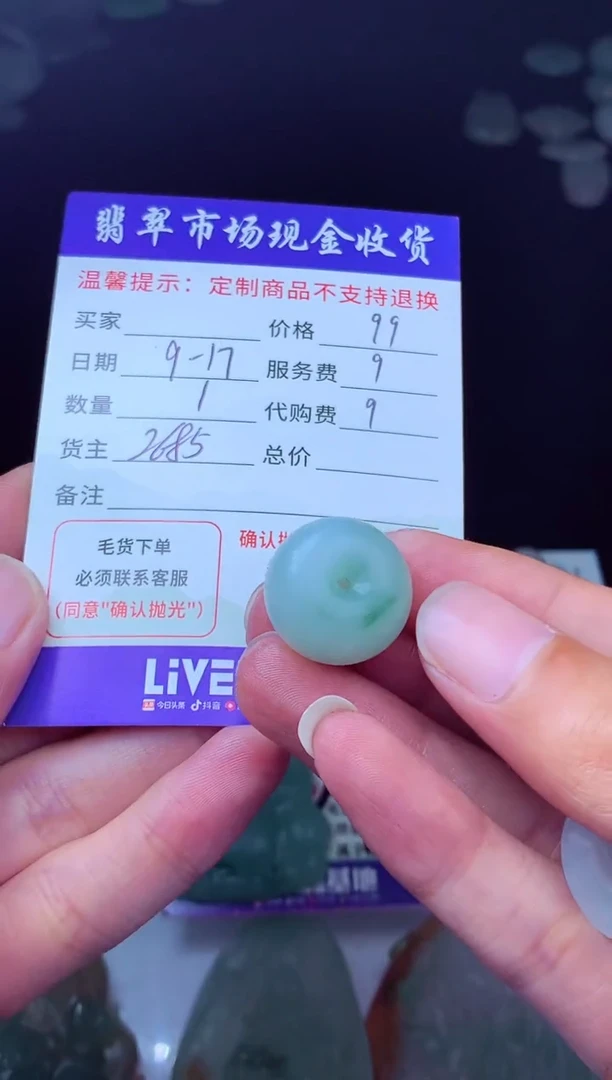 翡翠市场现金收货
温馨提示：定制商品不支持退换
买家 价格 99
日期 9-17 服务费 9
数量 1 代购费 9
货主 2685 总价
备注
毛货下单
必须联系客服
(同意"确认抛光")
确认
LiVE
今日头条 抖音
基地